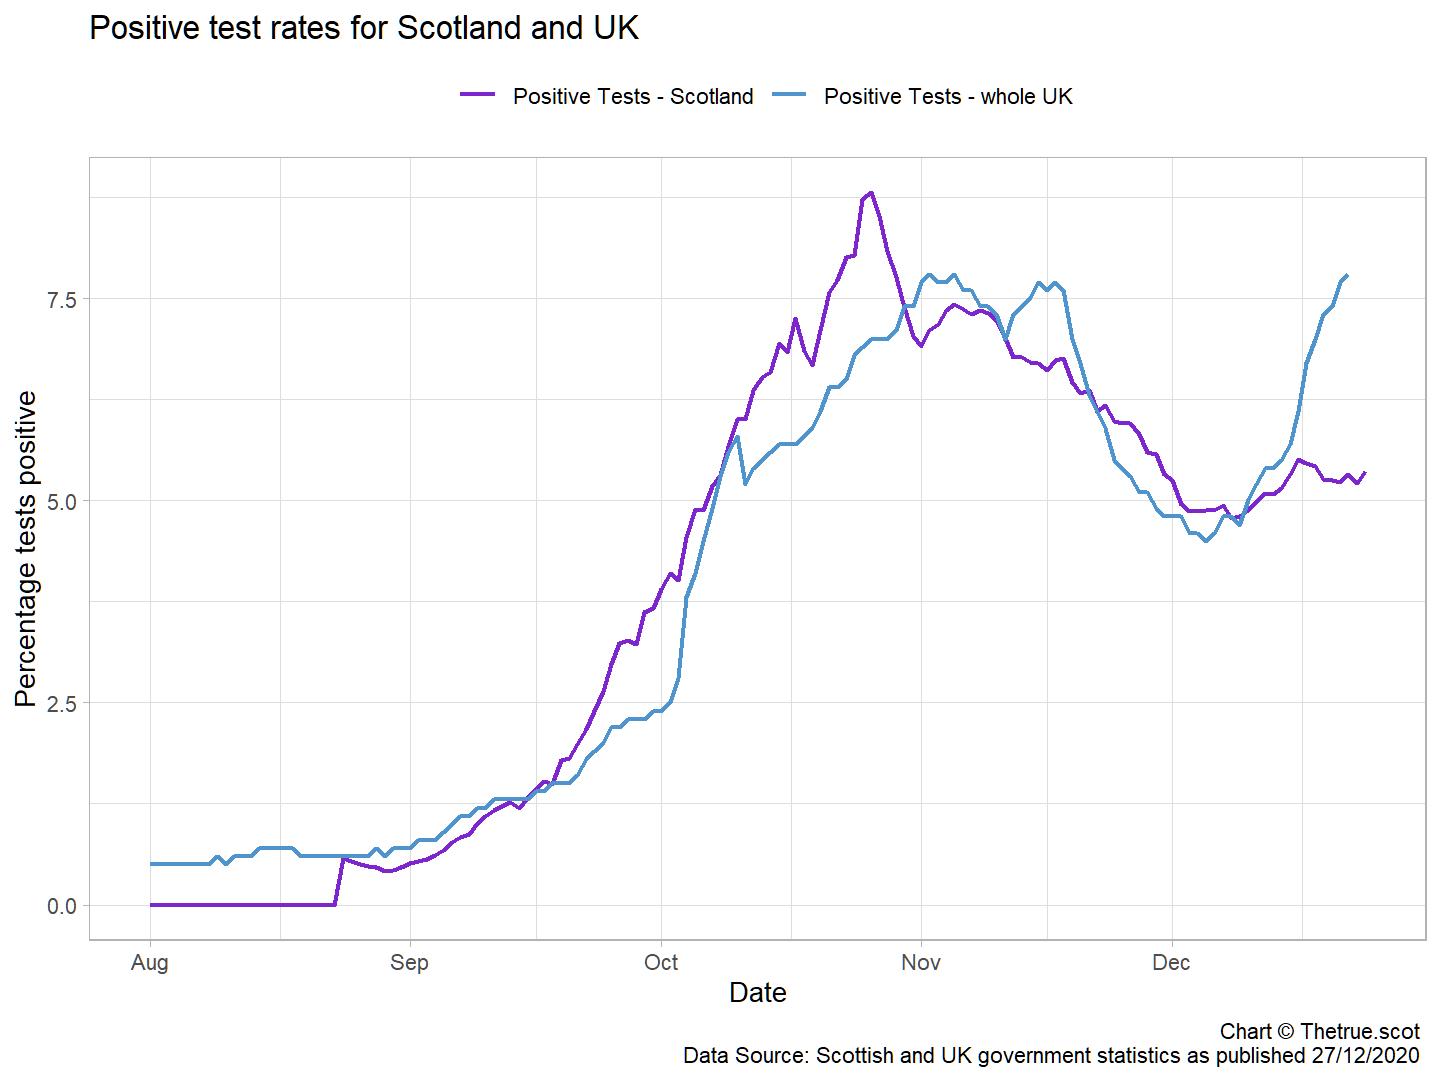 Positive test rates for Scotland and UK
Positive Tests - Scotland
Positive Tests - whole UK
Percentage tests positive
7.5
5.0
2.5
0.0
Aug
Sep
Oct
Nov
Dec
Date
Chart © Thetrue.scot
Data Source: Scottish and UK government statistics as published 27/12/2020